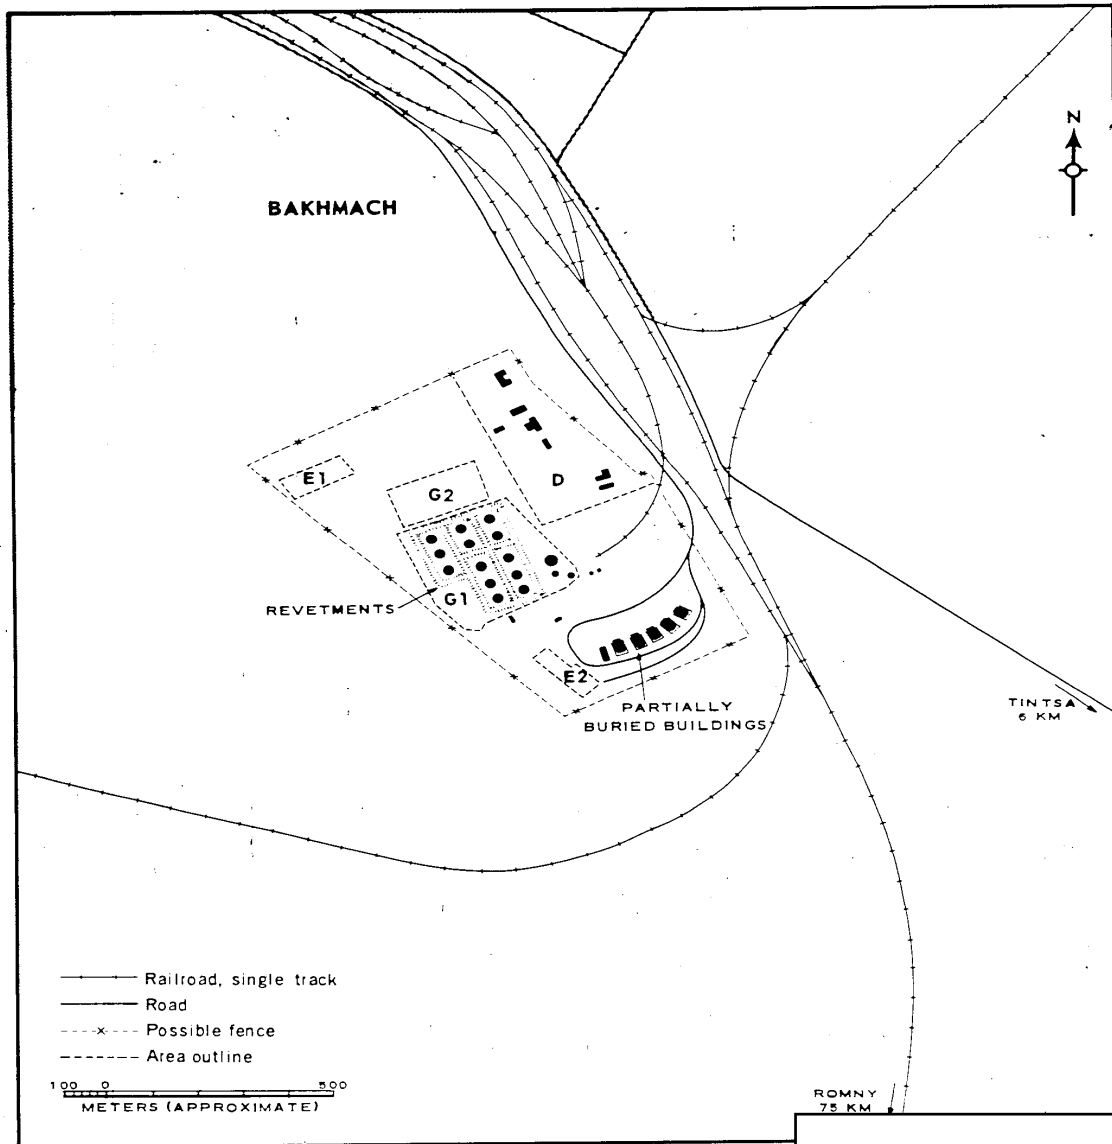 N
BAKHMACH
E1
G2
D
G1
REVETMENTS
E2
PARTIALLY
BURIED BUILDINGS
TINTSA
6 KM
Railroad, single track
Road
Possible fence
Area outline
100 0 500
METERS (APPROXIMATE)
ROMNY
75 KM